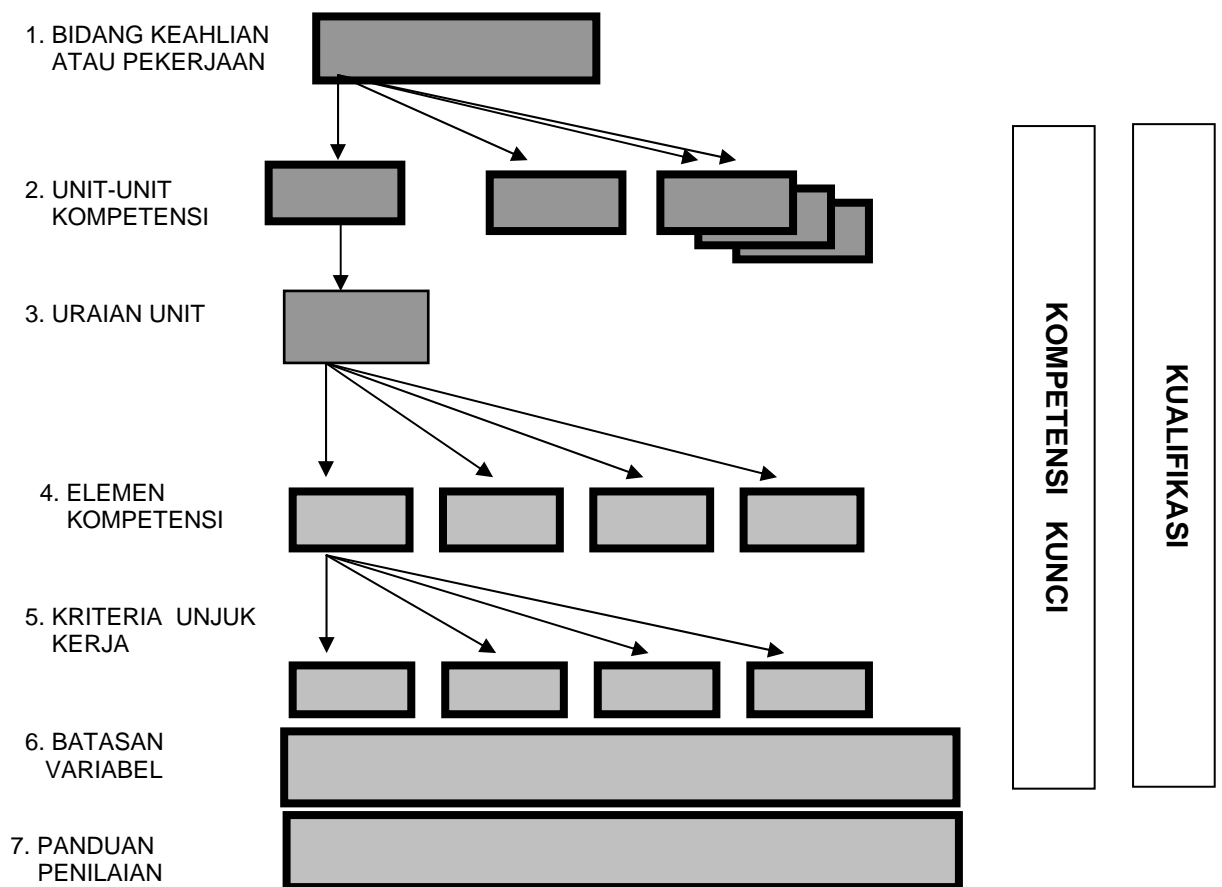 1. BIDANG KEAHLIAN
ATAU PEKERJAAN
2. UNIT-UNIT
KOMPETENSI
3. URAIAN UNIT
4. ELEMEN
KOMPETENSI
5. KRITERIA UNJUK
KERJA
6. BATASAN
VARIABEL
7. PANDUAN
PENILAIAN
KOMPETENSI KUNCI
KUALIFIKASI